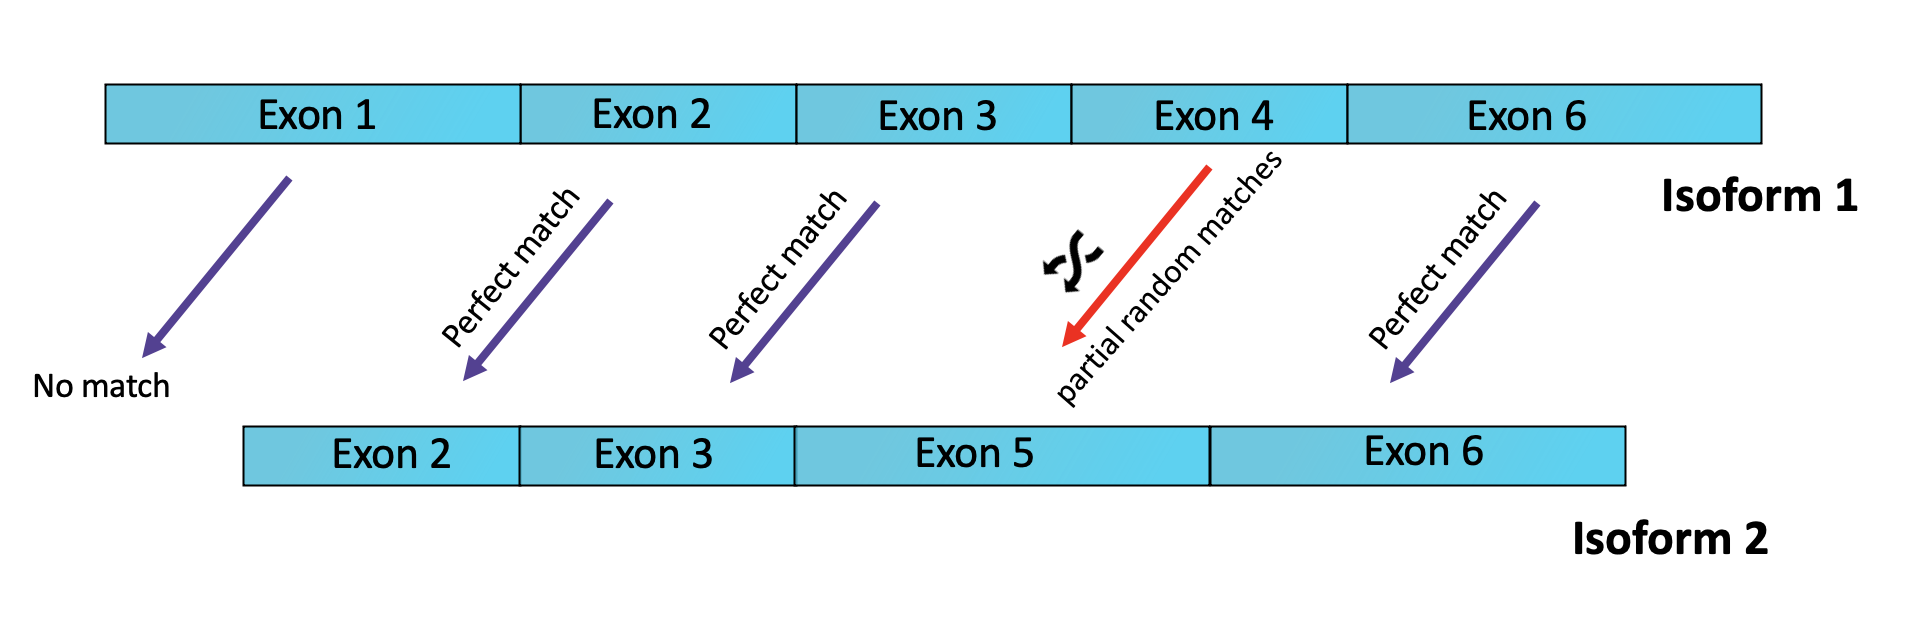 Exon 1
Exon 2
Exon 3
Exon 4
Exon 6
Isoform 1
No match
Perfect match
Perfect match
partial random matches
Perfect match
Exon 2
Exon 3
Exon 5
Exon 6
Isoform 2